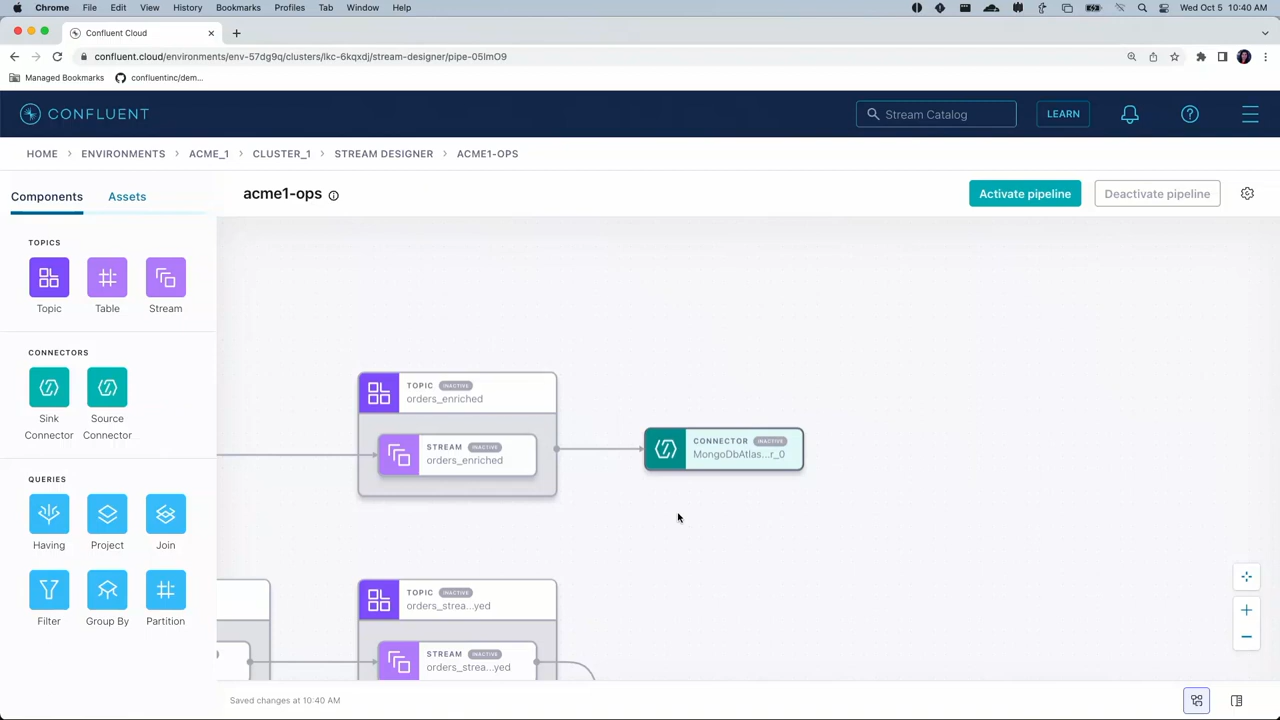 Chrome File Edit View History Bookmarks Profiles Tab Window Help
Wed Oct 5 10:40 AM
Confluent Cloud
confluent.cloud/environments/env-57dg9q/clusters/lkc-6kqxdj/stream-designer/pipe-05lmO9
Managed Bookmarks confluentinc/dem...
CONFLUENT
Stream Catalog
LEARN
HOME > ENVIRONMENTS > ACME_1 > CLUSTER_1 > STREAM DESIGNER > ACME1-OPS
Components Assets
acme1-ops
Activate pipeline
Deactivate pipeline
TOPICS
Topic Table Stream
CONNECTORS
Sink Connector
Source Connector
QUERIES
Having Project Join
Filter Group By Partition
TOPIC INACTIVE
orders_enriched
STREAM INACTIVE
orders_enriched
CONNECTOR INACTIVE
MongoDbAtlas...r_0
TOPIC INACTIVE
orders_strea...yed
STREAM INACTIVE
orders_strea...yed
Saved changes at 10:40 AM